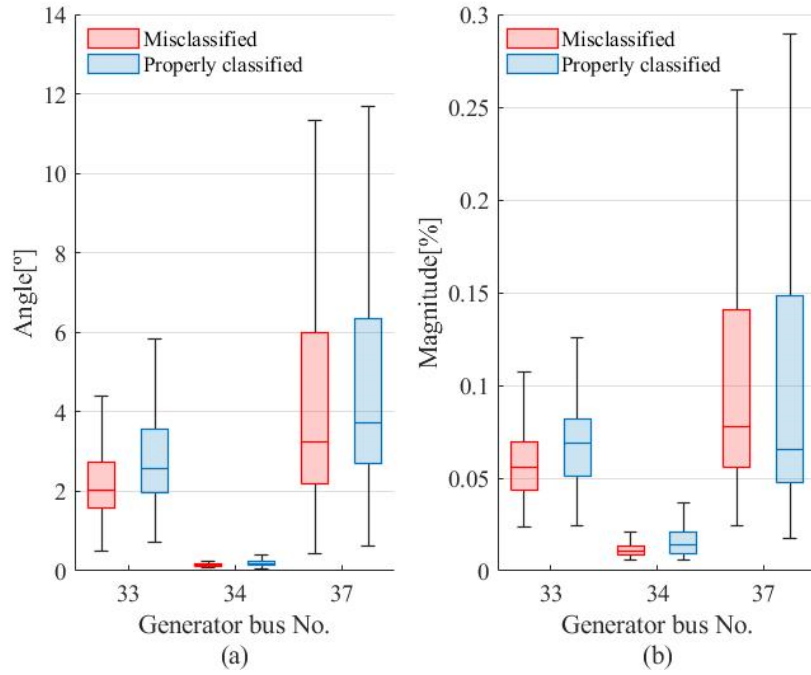 14
12
10
8
6
4
2
0
Angle[º]
Misclassified
Properly classified
33
34
37
Generator bus No.
(a)
0.3
0.25
0.2
0.15
0.1
0.05
0
Magnitude[%]
Misclassified
Properly classified
33
34
37
Generator bus No.
(b)